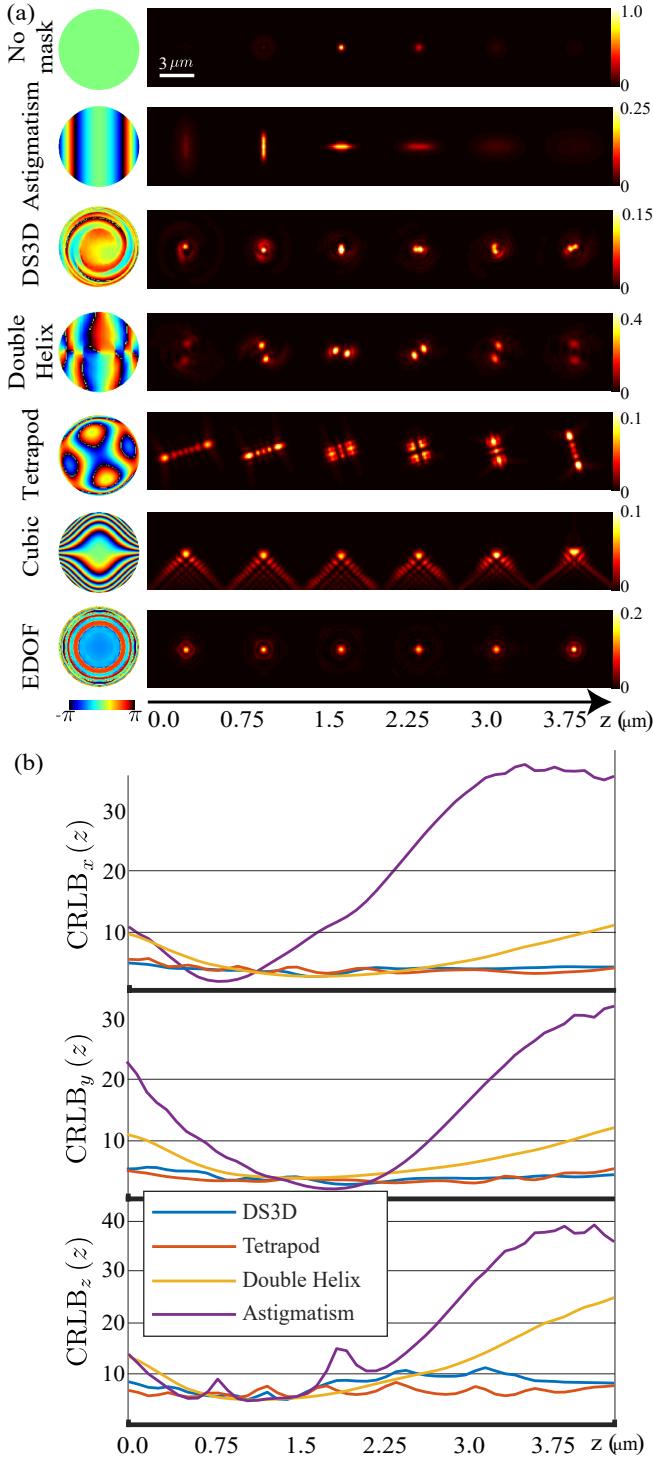 (a)
No mask
1.0
0
3 μm
Astigmatism
0.25
0
DS3D
0.15
0
Double Helix
0.4
0
Tetrapod
0.1
0
Cubic
0.1
0
EDOF
0.2
0
-π π
0.0 0.75 1.5 2.25 3.0 3.75 z (μm)
(b)
CRLB_x (z)
30
20
10
CRLB_y (z)
30
20
10
CRLB_z (z)
40
30
20
10
DS3D
Tetrapod
Double Helix
Astigmatism
0.0 0.75 1.5 2.25 3.0 3.75 z (μm)